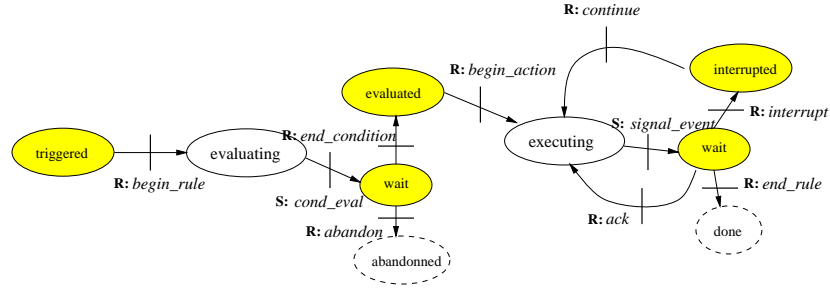 R: continue
interrupted
R: begin_action
evaluated
R: interrupt
S: signal_event
R: end_condition
executing
wait
triggered
evaluating
R: begin_rule
wait
R: end_rule
S: cond_eval
R: ack
R: abandon
done
abandonned